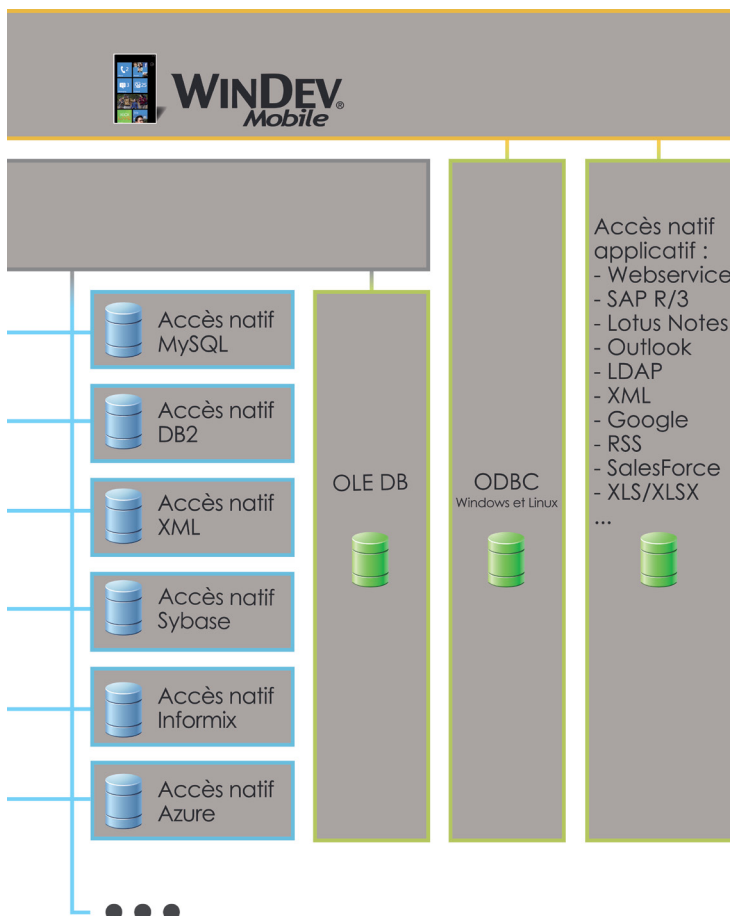 WINDEV®
Mobile
Accès natif
MySQL
Accès natif
DB2
Accès natif
XML
Accès natif
Sybase
Accès natif
Informix
Accès natif
Azure
OLE DB
ODBC
Windows et Linux
Accès natif
applicatif :
- Webservice
- SAP R/3
- Lotus Notes
- Outlook
- LDAP
- XML
- Google
- RSS
- SalesForce
- XLS/XLSX
...